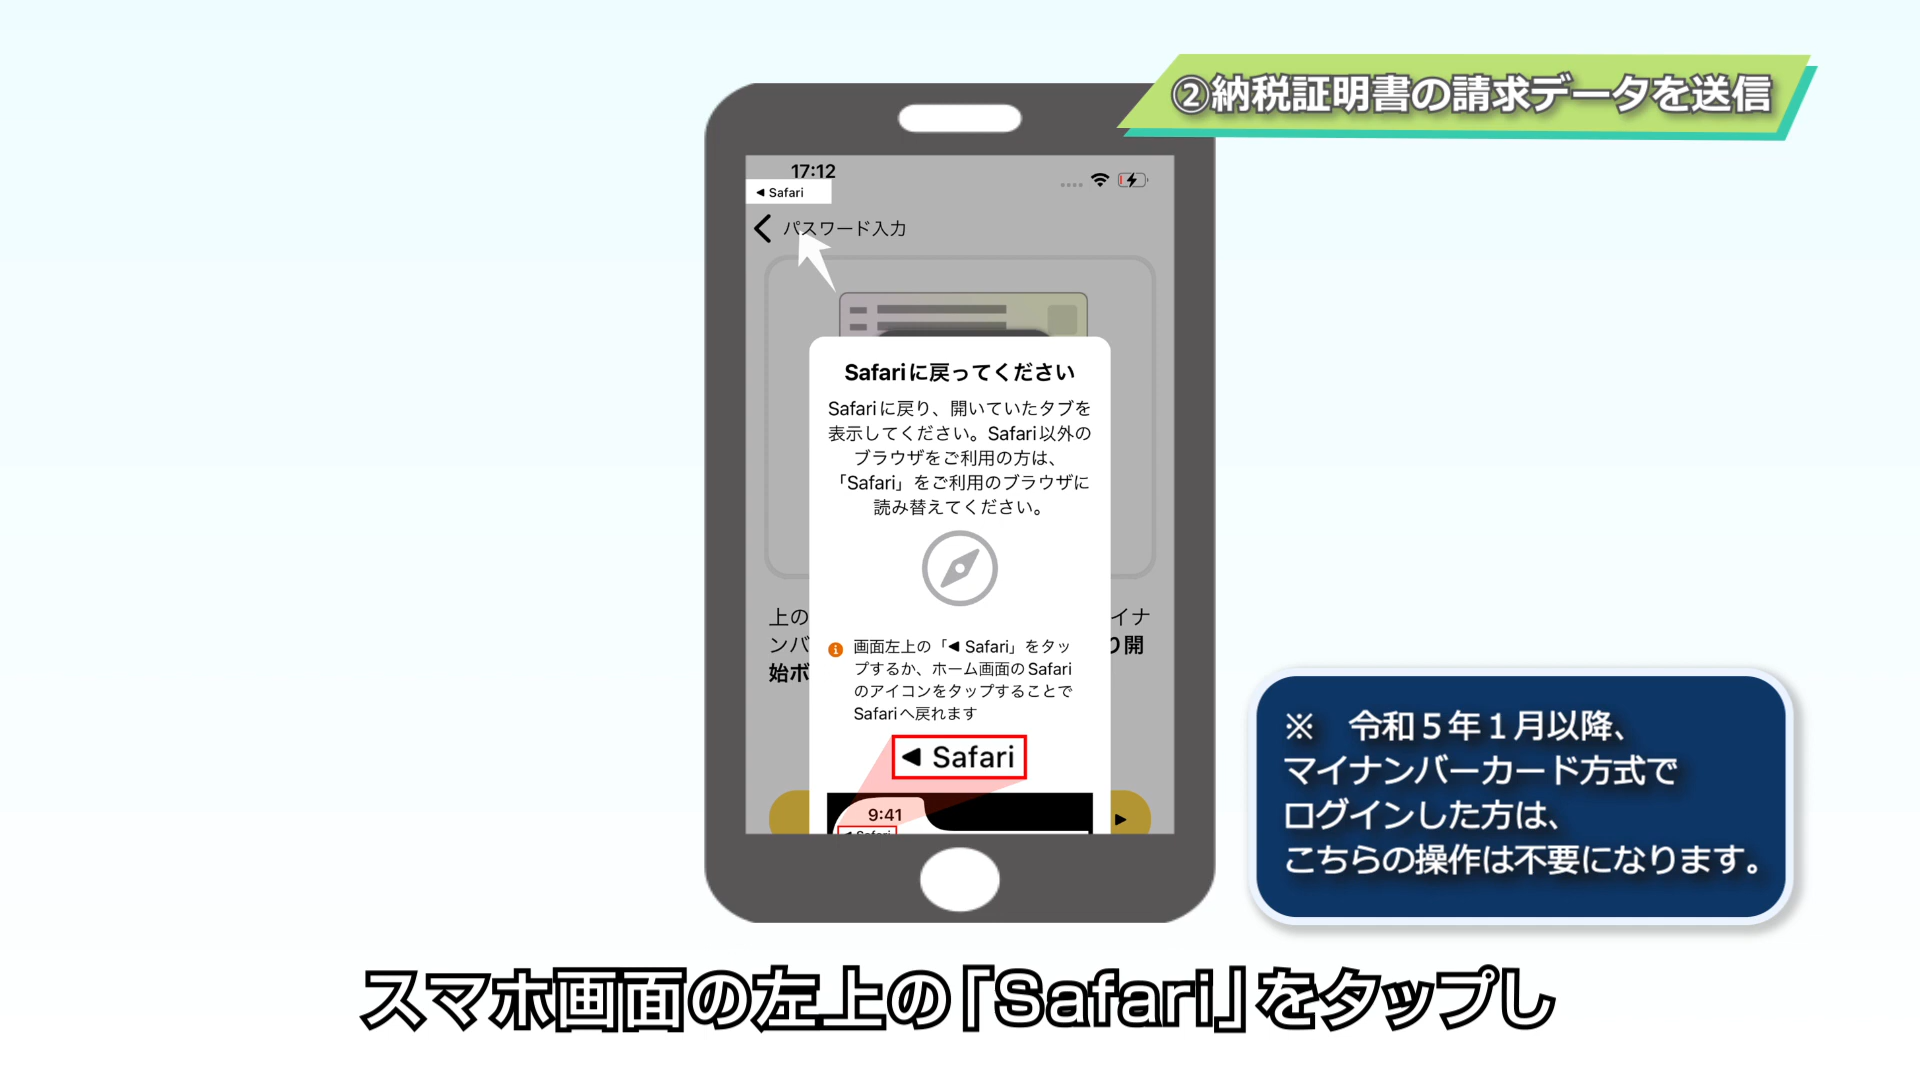 ②納税証明書の請求データを送信
17:12
◀ Safari
パスワード入力
Safariに戻ってください
Safariに戻り、開いていたタブを
表示してください。Safari以外の
ブラウザをご利用の方は、
「Safari」をご利用のブラウザに
読み替えてください。
上の
イナ
ンバ
り開
始ボ
画面左上の「◀ Safari」をタッ
プするか、ホーム画面のSafari
のアイコンをタップすることで
Safariへ戻れます
◀ Safari
9:41
◀ Safari
※　令和５年１月以降、
マイナンバーカード方式で
ログインした方は、
こちらの操作は不要になります。
スマホ画面の左上の「Safari」をタップし